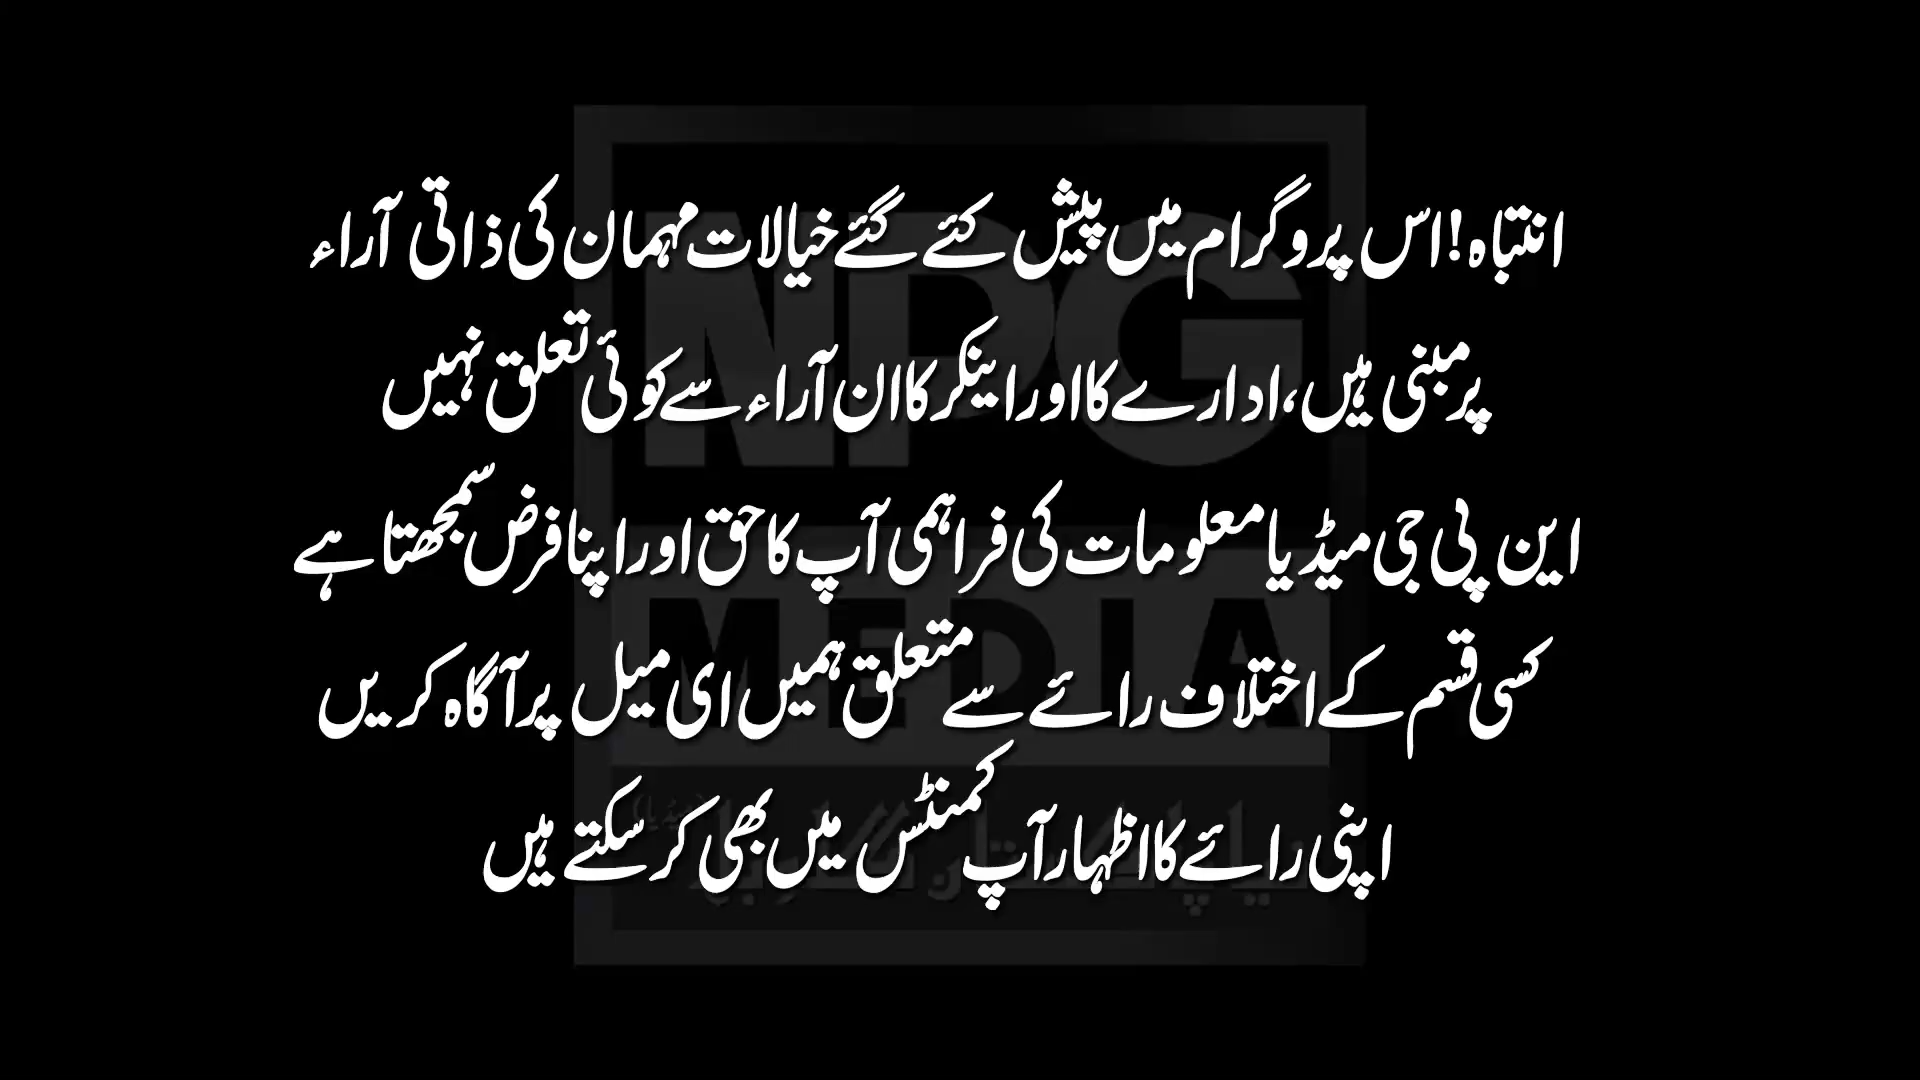 انتباہ! اس پروگرام میں پیش کئے گئے خیالات مہمان کی ذاتی آراء
پر مبنی ہیں، ادارے کا اور اینکر کا ان آراء سے کوئی تعلق نہیں
این پی جی میڈیا معلومات کی فراہمی آپ کا حق اور اپنا فرض سمجھتا ہے
کسی قسم کے اختلاف رائے سے متعلق ہمیں ای میل پر آگاہ کریں
اپنی رائے کا اظہار آپ کمنٹس میں بھی کر سکتے ہیں
NPG
MEDIA